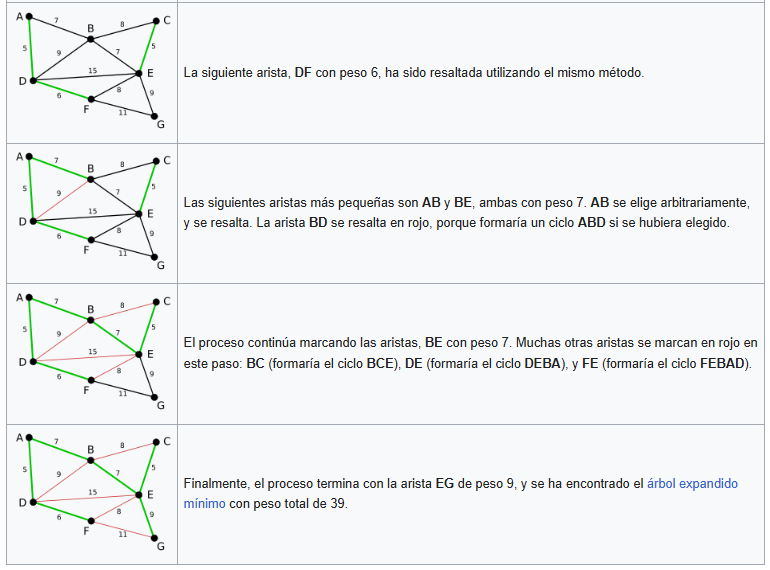 A 7 B 8 C
5 9 7 5
D 15 E
6 8 9
F 11 G
La siguiente arista, DF con peso 6, ha sido resaltada utilizando el mismo método.
A 7 B 8 C
5 9 7 5
D 15 E
6 8 9
F 11 G
Las siguientes aristas más pequeñas son AB y BE, ambas con peso 7. AB se elige arbitrariamente,
y se resalta. La arista BD se resalta en rojo, porque formaría un ciclo ABD si se hubiera elegido.
A 7 B 8 C
5 9 7 5
D 15 E
6 8 9
F 11 G
El proceso continúa marcando las aristas, BE con peso 7. Muchas otras aristas se marcan en rojo en
este paso: BC (formaría el ciclo BCE), DE (formaría el ciclo DEBA), y FE (formaría el ciclo FEBAD).
A 7 B 8 C
5 9 7 5
D 15 E
6 8 9
F 11 G
Finalmente, el proceso termina con la arista EG de peso 9, y se ha encontrado el árbol expandido
mínimo con peso total de 39.